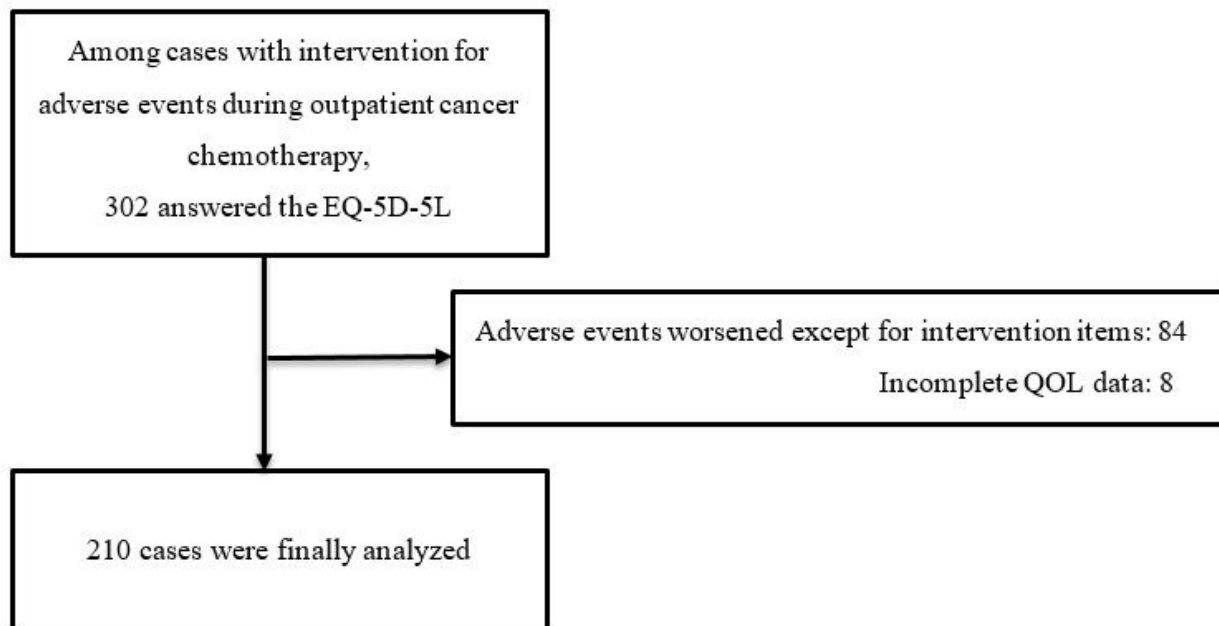 Among cases with intervention for
adverse events during outpatient cancer
chemotherapy,
302 answered the EQ-5D-5L
Adverse events worsened except for intervention items: 84
Incomplete QOL data: 8
210 cases were finally analyzed